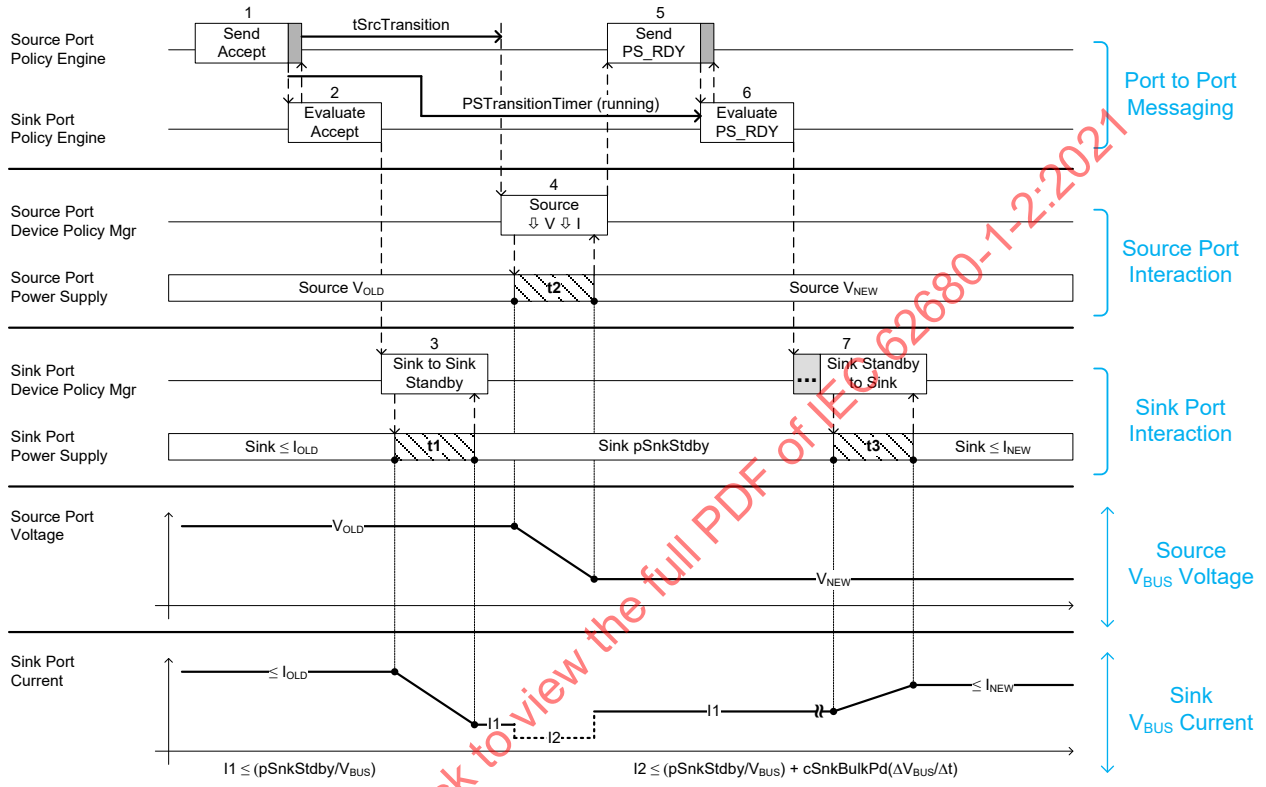 1
Send
Accept
tSrcTransition
5
Send
PS_RDY
Source Port
Policy Engine
2
Evaluate
Accept
PSTransitionTimer (running)
6
Evaluate
PS_RDY
Sink Port
Policy Engine
Port to Port
Messaging
4
Source
⇩ V ⇩ I
Source Port
Device Policy Mgr
Source Port
Power Supply
Source VOLD
t2
Source VNEW
Source Port
Interaction
3
Sink to Sink
Standby
7
...
Sink Standby
to Sink
Sink Port
Device Policy Mgr
Sink Port
Power Supply
Sink ≤ IOLD
t1
Sink pSnkStdby
t3
Sink ≤ INEW
Sink Port
Interaction
Source Port
Voltage
VOLD
VNEW
Source
VBUS Voltage
Sink Port
Current
≤ IOLD
I1
I2
I1
≤ INEW
Sink
VBUS Current
I1 ≤ (pSnkStdby/VBUS)
I2 ≤ (pSnkStdby/VBUS) + cSnkBulkPd(ΔVBUS/Δt)
ck to view the full PDF of IEC 62680-1-2:2021